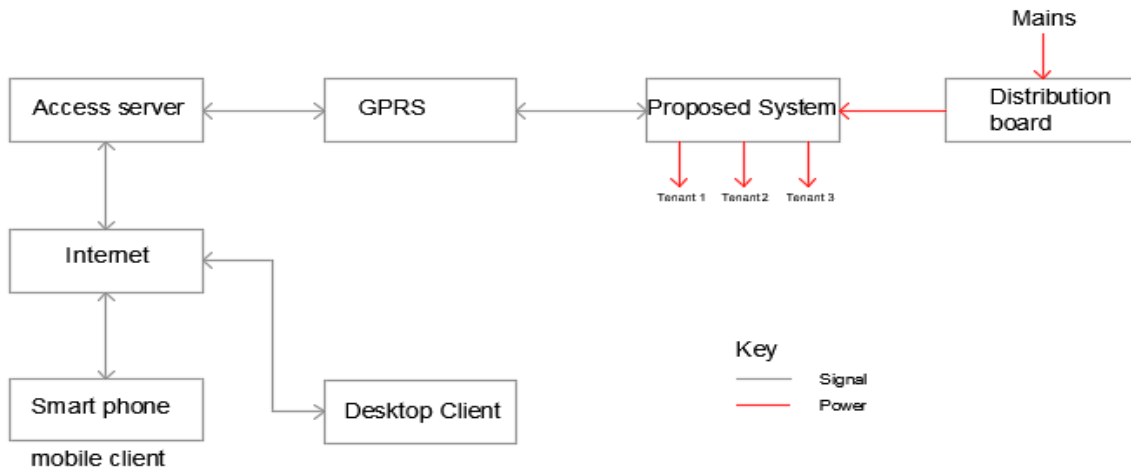 Mains
Access server
GPRS
Proposed System
Distribution
board
Tenant 1
Tenant 2
Tenant 3
Internet
Key
Signal
Power
Smart phone
Desktop Client
mobile client